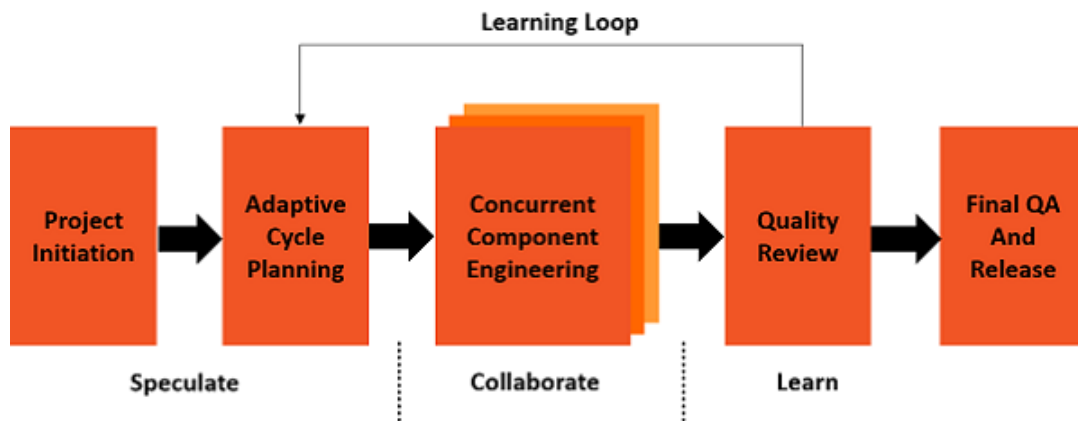 Learning Loop
Project
Initiation
Adaptive
Cycle
Planning
Concurrent
Component
Engineering
Quality
Review
Final QA
And
Release
Speculate
Collaborate
Learn